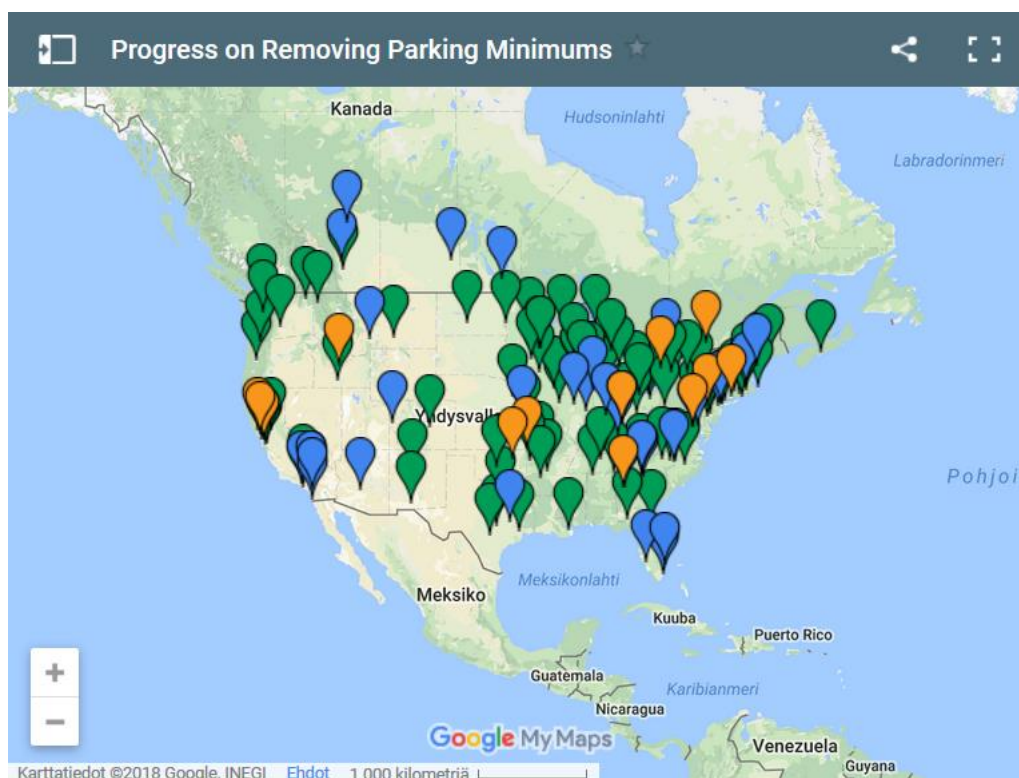 Progress on Removing Parking Minimums
Kanada
Hudsoninlahti
Labradorinmeri
Yhdysvall
Pohjoi
Meksikonlahti
Meksiko
Kuuba
Puerto Rico
Guatemala
Karibianmeri
Nicaragua
Google My Maps
Venezuela
Guyana
Karttatiedot ©2018 Google, INEGI Ehdot 1 000 kilometriä